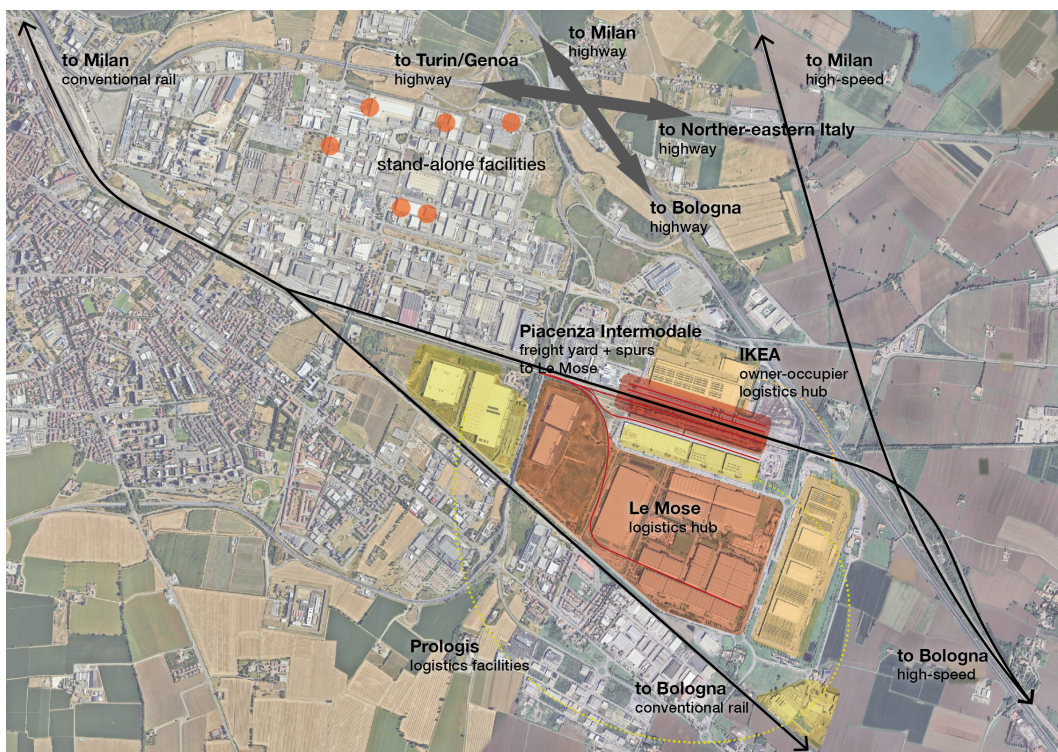 to Milan
conventional rail
to Turin/Genoa
highway
to Milan
highway
to Milan
high-speed
to Norther-eastern Italy
highway
stand-alone facilities
to Bologna
highway
Piacenza Intermodale
freight yard + spurs
to Le Mose
IKEA
owner-occupier
logistics hub
Le Mose
logistics hub
Prologis
logistics facilities
to Bologna
conventional rail
to Bologna
high-speed